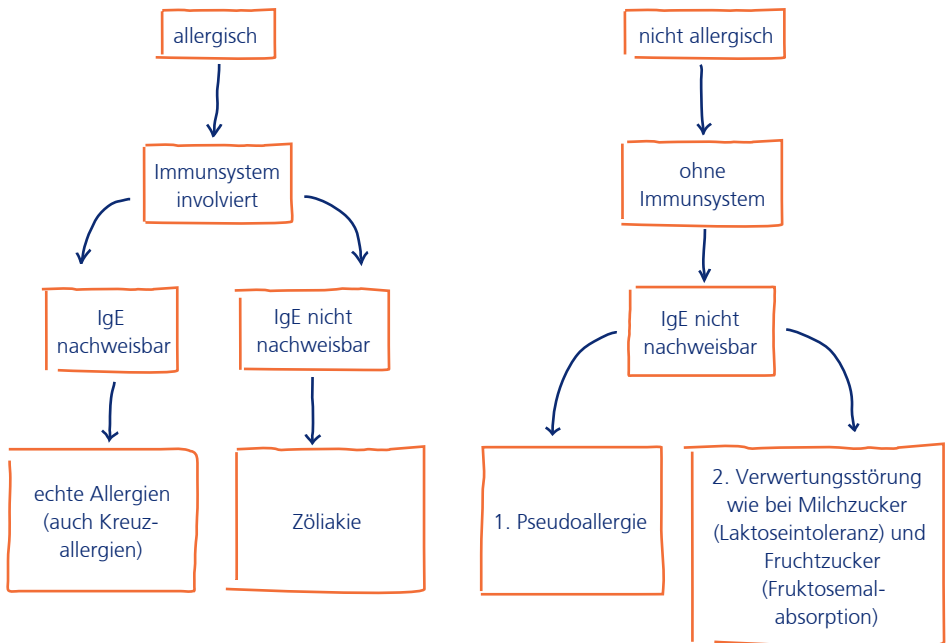 allergisch
nicht allergisch
Immunsystem
involviert
ohne
Immunsystem
IgE
nachweisbar
IgE nicht
nachweisbar
IgE nicht
nachweisbar
echte Allergien
(auch Kreuz-
allergien)
Zöliakie
1. Pseudoallergie
2. Verwertungsstörung
wie bei Milchzucker
(Laktoseintoleranz) und
Fruchtzucker
(Fruktosemal-
absorption)